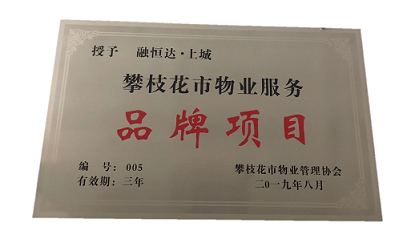 授予 融恒达·上城
攀枝花市物业服务
品牌项目
编 号: 005
有效期: 三年
攀枝花市物业管理协会
二0一九年八月